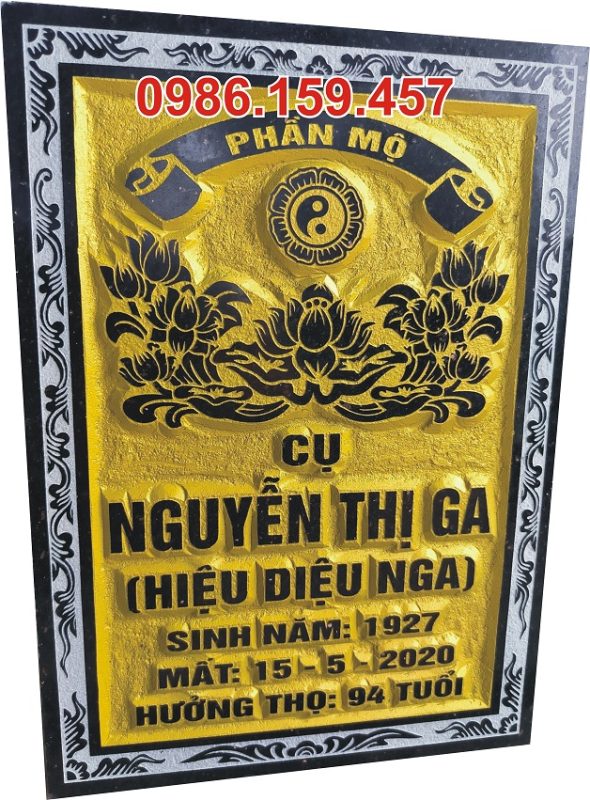 0986.159.457
PHẦN MỘ
CỤ
NGUYỄN THỊ GA
(HIỆU DIỆU NGA)
SINH NĂM: 1927
MẤT: 15 - 5 - 2020
HƯỞNG THỌ: 94 TUỔI